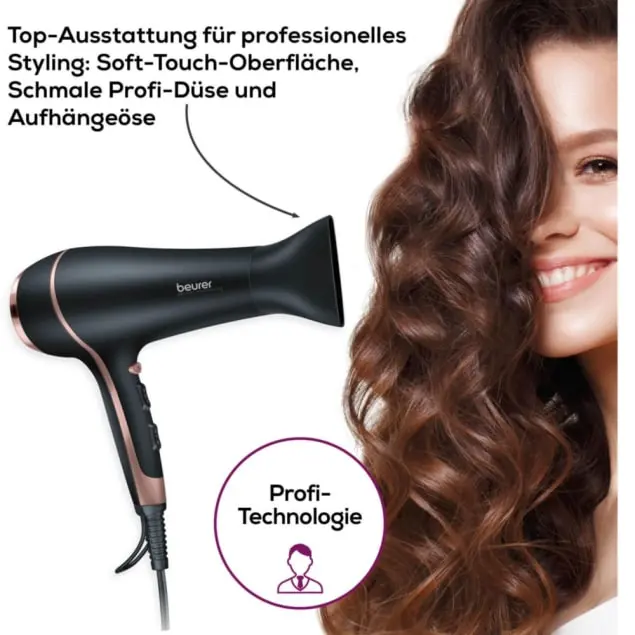 Top-Ausstattung für professionelles
Styling: Soft-Touch-Oberfläche,
Schmale Profi-Düse und
Aufhängeöse
beurer
Profi-
Technologie